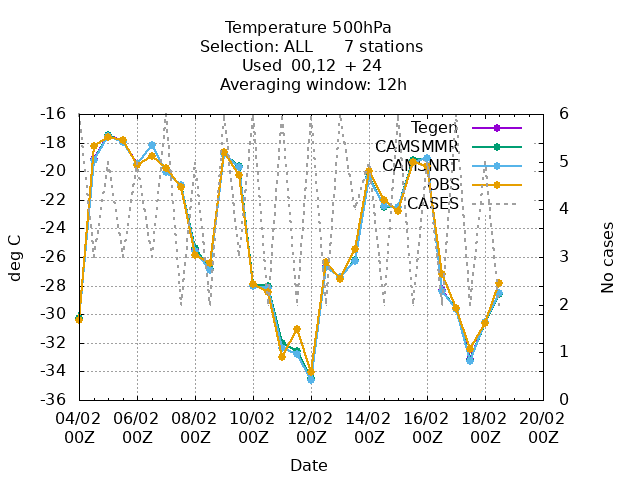 Temperature 500hPa
Selection: ALL 7 stations
Used 00,12 + 24
Averaging window: 12h
-16
-18
-20
-22
-24
-26
-28
-30
-32
-34
-36
6
5
4
3
2
1
0
Tegen
CAMSMMR
CAMSNRT
OBS
CASES
deg C
No cases
04/02 06/02 08/02 10/02 12/02 14/02 16/02 18/02 20/02
00Z 00Z 00Z 00Z 00Z 00Z 00Z 00Z 00Z
Date